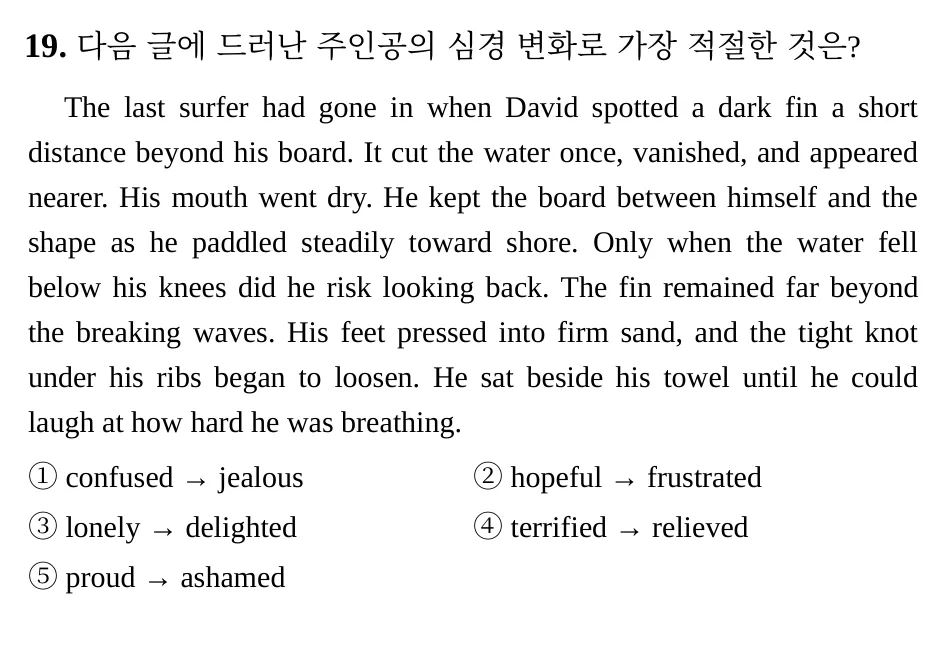 19. 다음 글에 드러난 주인공의 심경 변화로 가장 적절한 것은?
The last surfer had gone in when David spotted a dark fin a short
distance beyond his board. It cut the water once, vanished, and appeared
nearer. His mouth went dry. He kept the board between himself and the
shape as he paddled steadily toward shore. Only when the water fell
below his knees did he risk looking back. The fin remained far beyond
the breaking waves. His feet pressed into firm sand, and the tight knot
under his ribs began to loosen. He sat beside his towel until he could
laugh at how hard he was breathing.
① confused → jealous ② hopeful → frustrated
③ lonely → delighted ④ terrified → relieved
⑤ proud → ashamed